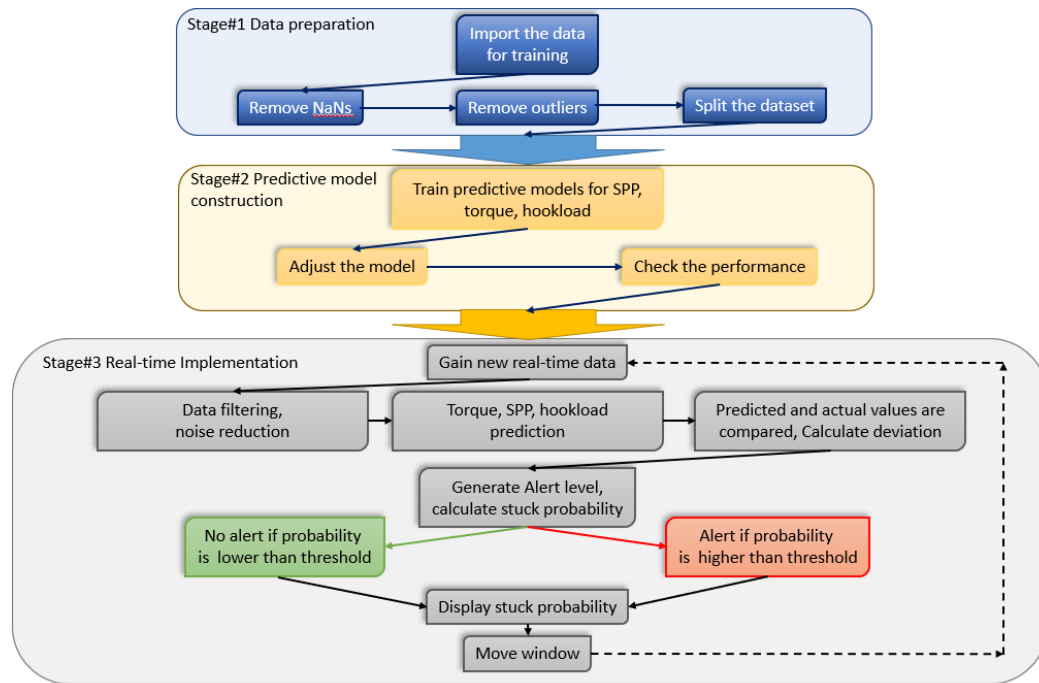 Stage#1 Data preparation
Import the data
for training
Remove NaNs
Remove outliers
Split the dataset
Stage#2 Predictive model
construction
Train predictive models for SPP,
torque, hookload
Adjust the model
Check the performance
Stage#3 Real-time Implementation
Gain new real-time data
Data filtering,
noise reduction
Torque, SPP, hookload
prediction
Predicted and actual values are
compared, Calculate deviation
Generate Alert level,
calculate stuck probability
No alert if probability
is lower than threshold
Alert if probability
is higher than threshold
Display stuck probability
Move window